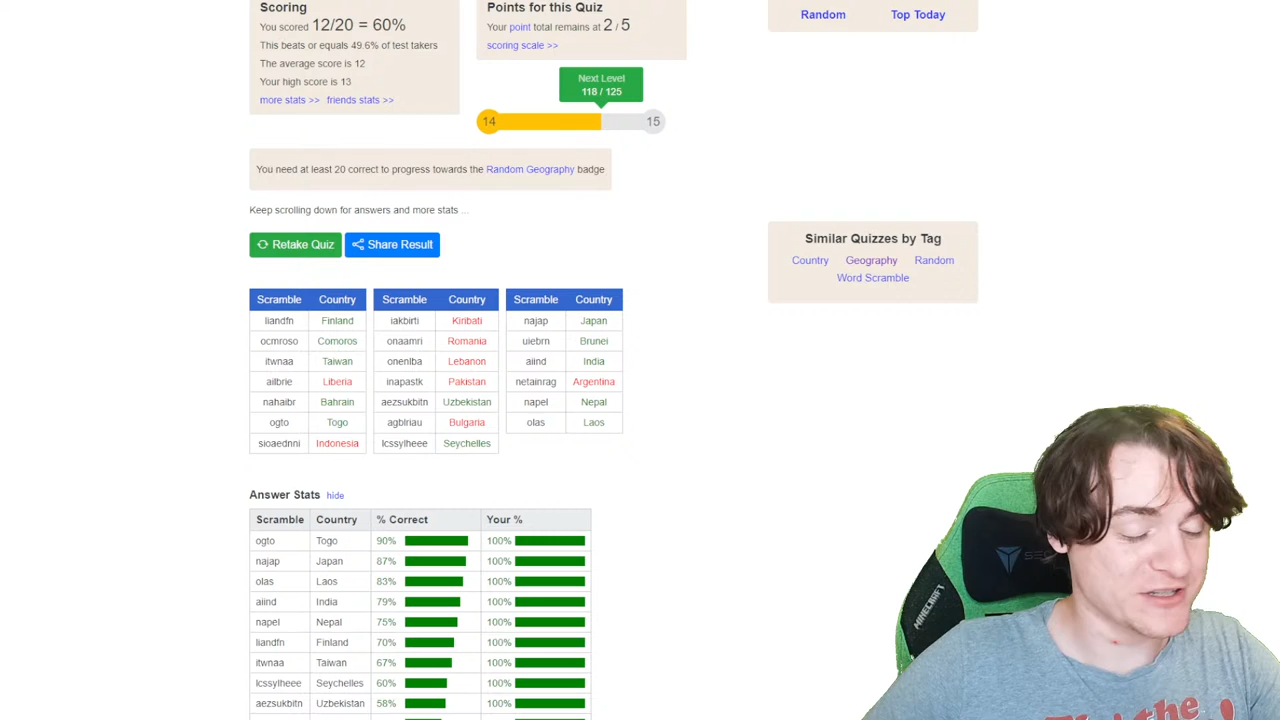 Scoring
You scored 12/20 = 60%
This beats or equals 49.6% of test takers
The average score is 12
Your high score is 13
more stats >> friends stats >>
Points for this Quiz
Your point total remains at 2 / 5
scoring scale >>
Next Level
118 / 125
14 15
Random Top Today
You need at least 20 correct to progress towards the Random Geography badge
Keep scrolling down for answers and more stats ...
Retake Quiz Share Result
Similar Quizzes by Tag
Country Geography Random
Word Scramble
Scramble Country Scramble Country Scramble Country
liandfn Finland iakbirti Kiribati najap Japan
ocmroso Comoros onaamri Romania uiebrn Brunei
itwnaa Taiwan onenlba Lebanon aiind India
ailbrie Liberia inapastk Pakistan netainrag Argentina
nahaibr Bahrain aezsukbitn Uzbekistan napel Nepal
ogto Togo agblriau Bulgaria olas Laos
sioaednni Indonesia lcssylheee Seychelles
Answer Stats hide
Scramble Country % Correct Your %
ogto Togo 90% 100%
najap Japan 87% 100%
olas Laos 83% 100%
aiind India 79% 100%
napel Nepal 75% 100%
liandfn Finland 70% 100%
itwnaa Taiwan 67% 100%
lcssylheee Seychelles 60% 100%
aezsukbitn Uzbekistan 58% 100%
MINECRAFT